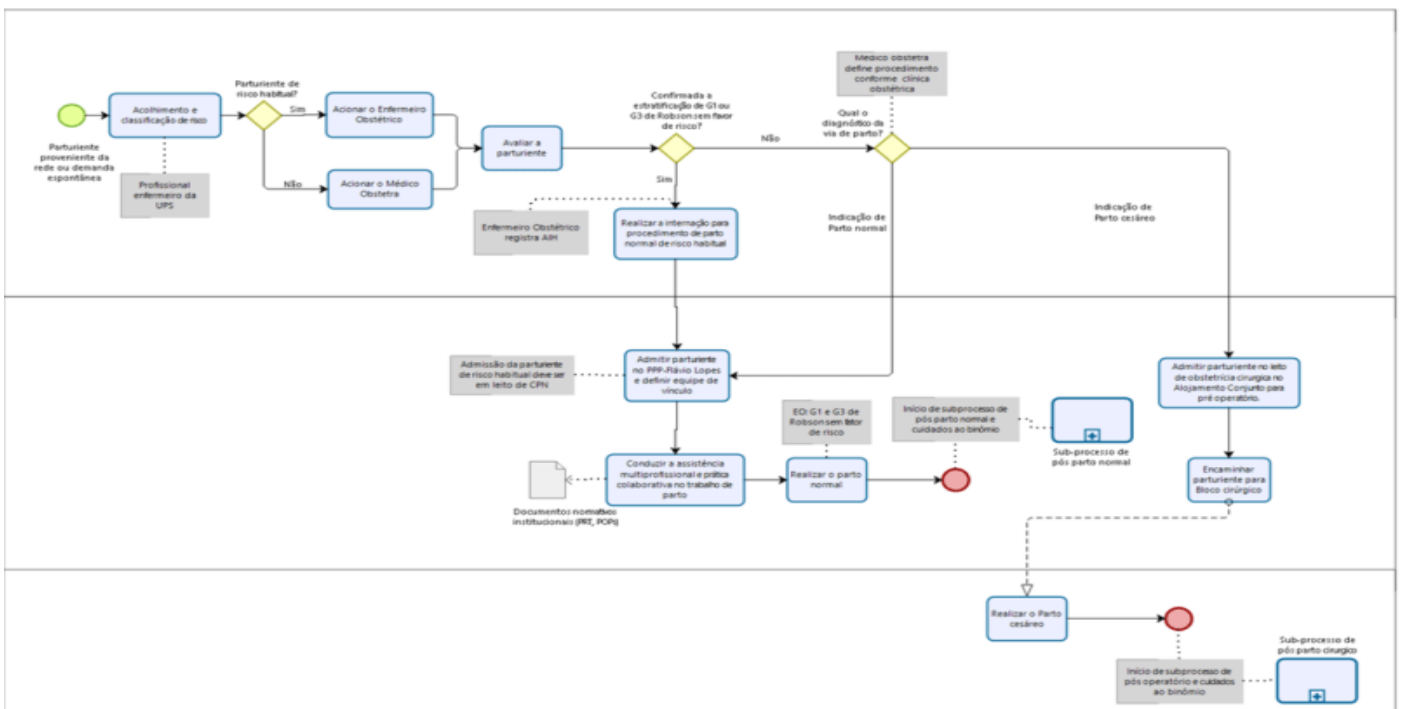 Parturiente
proveniente da
rede ou demanda
espontânea
Acolhimento e
classificação de risco
Profissional
enfermeiro da
UPS
Parturiente de
risco habitual?
Sim
Não
Acionar o Enfermeiro
Obstétrico
Acionar o Médico
Obstetra
Avaliar a
parturiente
Confirmada a
estratificação de G1 ou
G3 de Robson sem favor
de risco?
Não
Sim
Enfermeiro Obstétrico
registra AIH
Realizar a internação para
procedimento de parto
normal de risco habitual
Médico obstetra
define procedimento
conforme clínica
obstétrica
Qual o
diagnóstico da
via de parto?
Indicação de
Parto normal
Indicação de
Parto cesáreo
Admissão da parturiente
de risco habitual deve ser
em leito de CPN
Admitir parturiente
no PPP-Flávio Lopes
e definir equipe de
vínculo
Documentos normativos
institucionais (PRT, POPs)
Conduzir a assistência
multiprofissional e prática
colaborativa no trabalho de
parto
EO: G1 e G3 de
Robson sem fator
de risco
Realizar o parto
normal
Início de subprocesso de
pós parto normal e
cuidados ao binômio
Sub-processo de
pós parto normal
Admitir parturiente no leito
de obstetrícia cirurgica no
Alojamento Conjunto para
pré operatório.
Encaminhar
parturiente para
Bloco cirúrgico
Realizar o Parto
cesáreo
Início de subprocesso de
pós operatório e cuidados
ao binômio
Sub-processo de
pós parto cirurgico